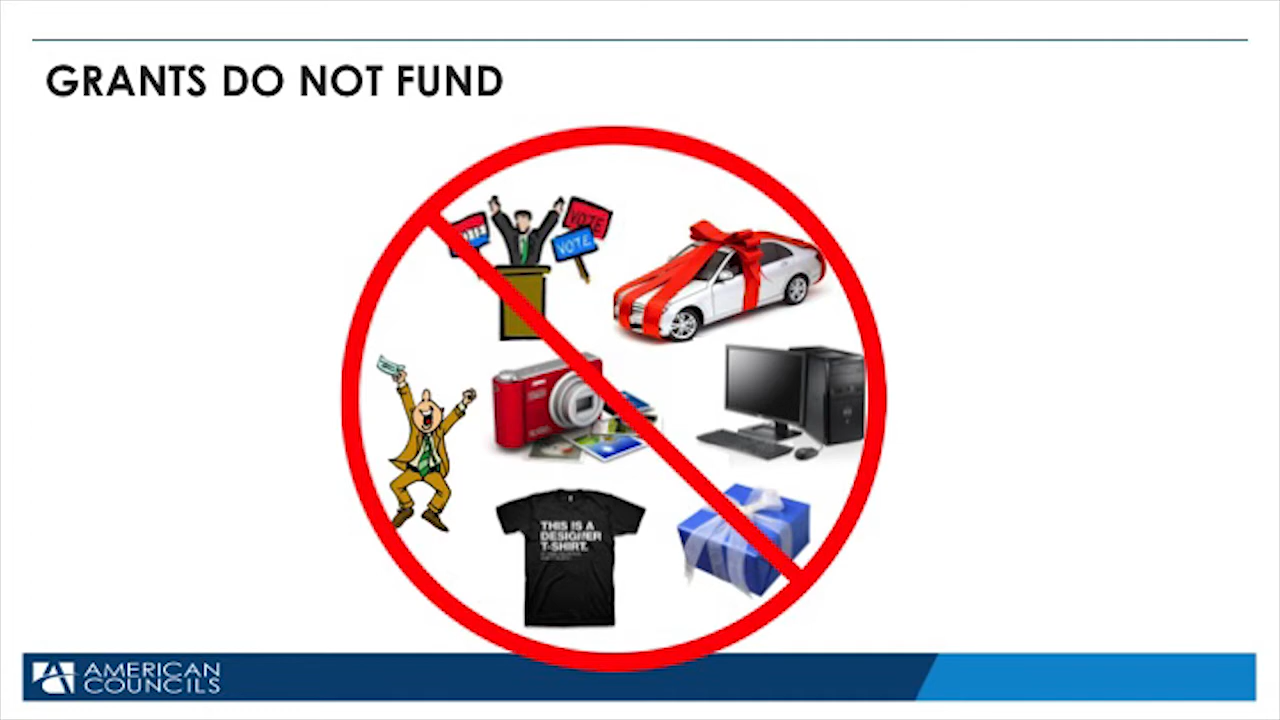 GRANTS DO NOT FUND
VOTE
VOTE
THIS IS A
DESIGNER
T-SHIRT.
AMERICAN
COUNCILS